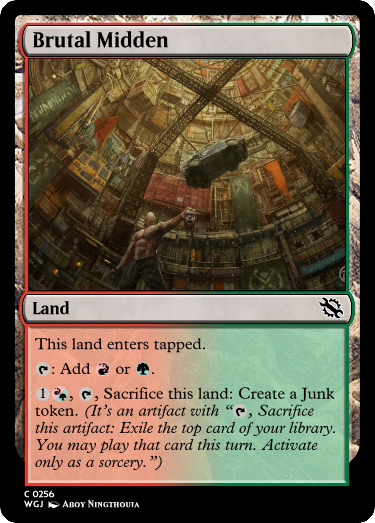 Brutal Midden
Land
This land enters tapped.
: Add or .
1 , , Sacrifice this land: Create a Junk
token. (It's an artifact with “ , Sacrifice
this artifact: Exile the top card of your library.
You may play that card this turn. Activate
only as a sorcery.”)
C 0256
WGJ Aboy Ningthouja